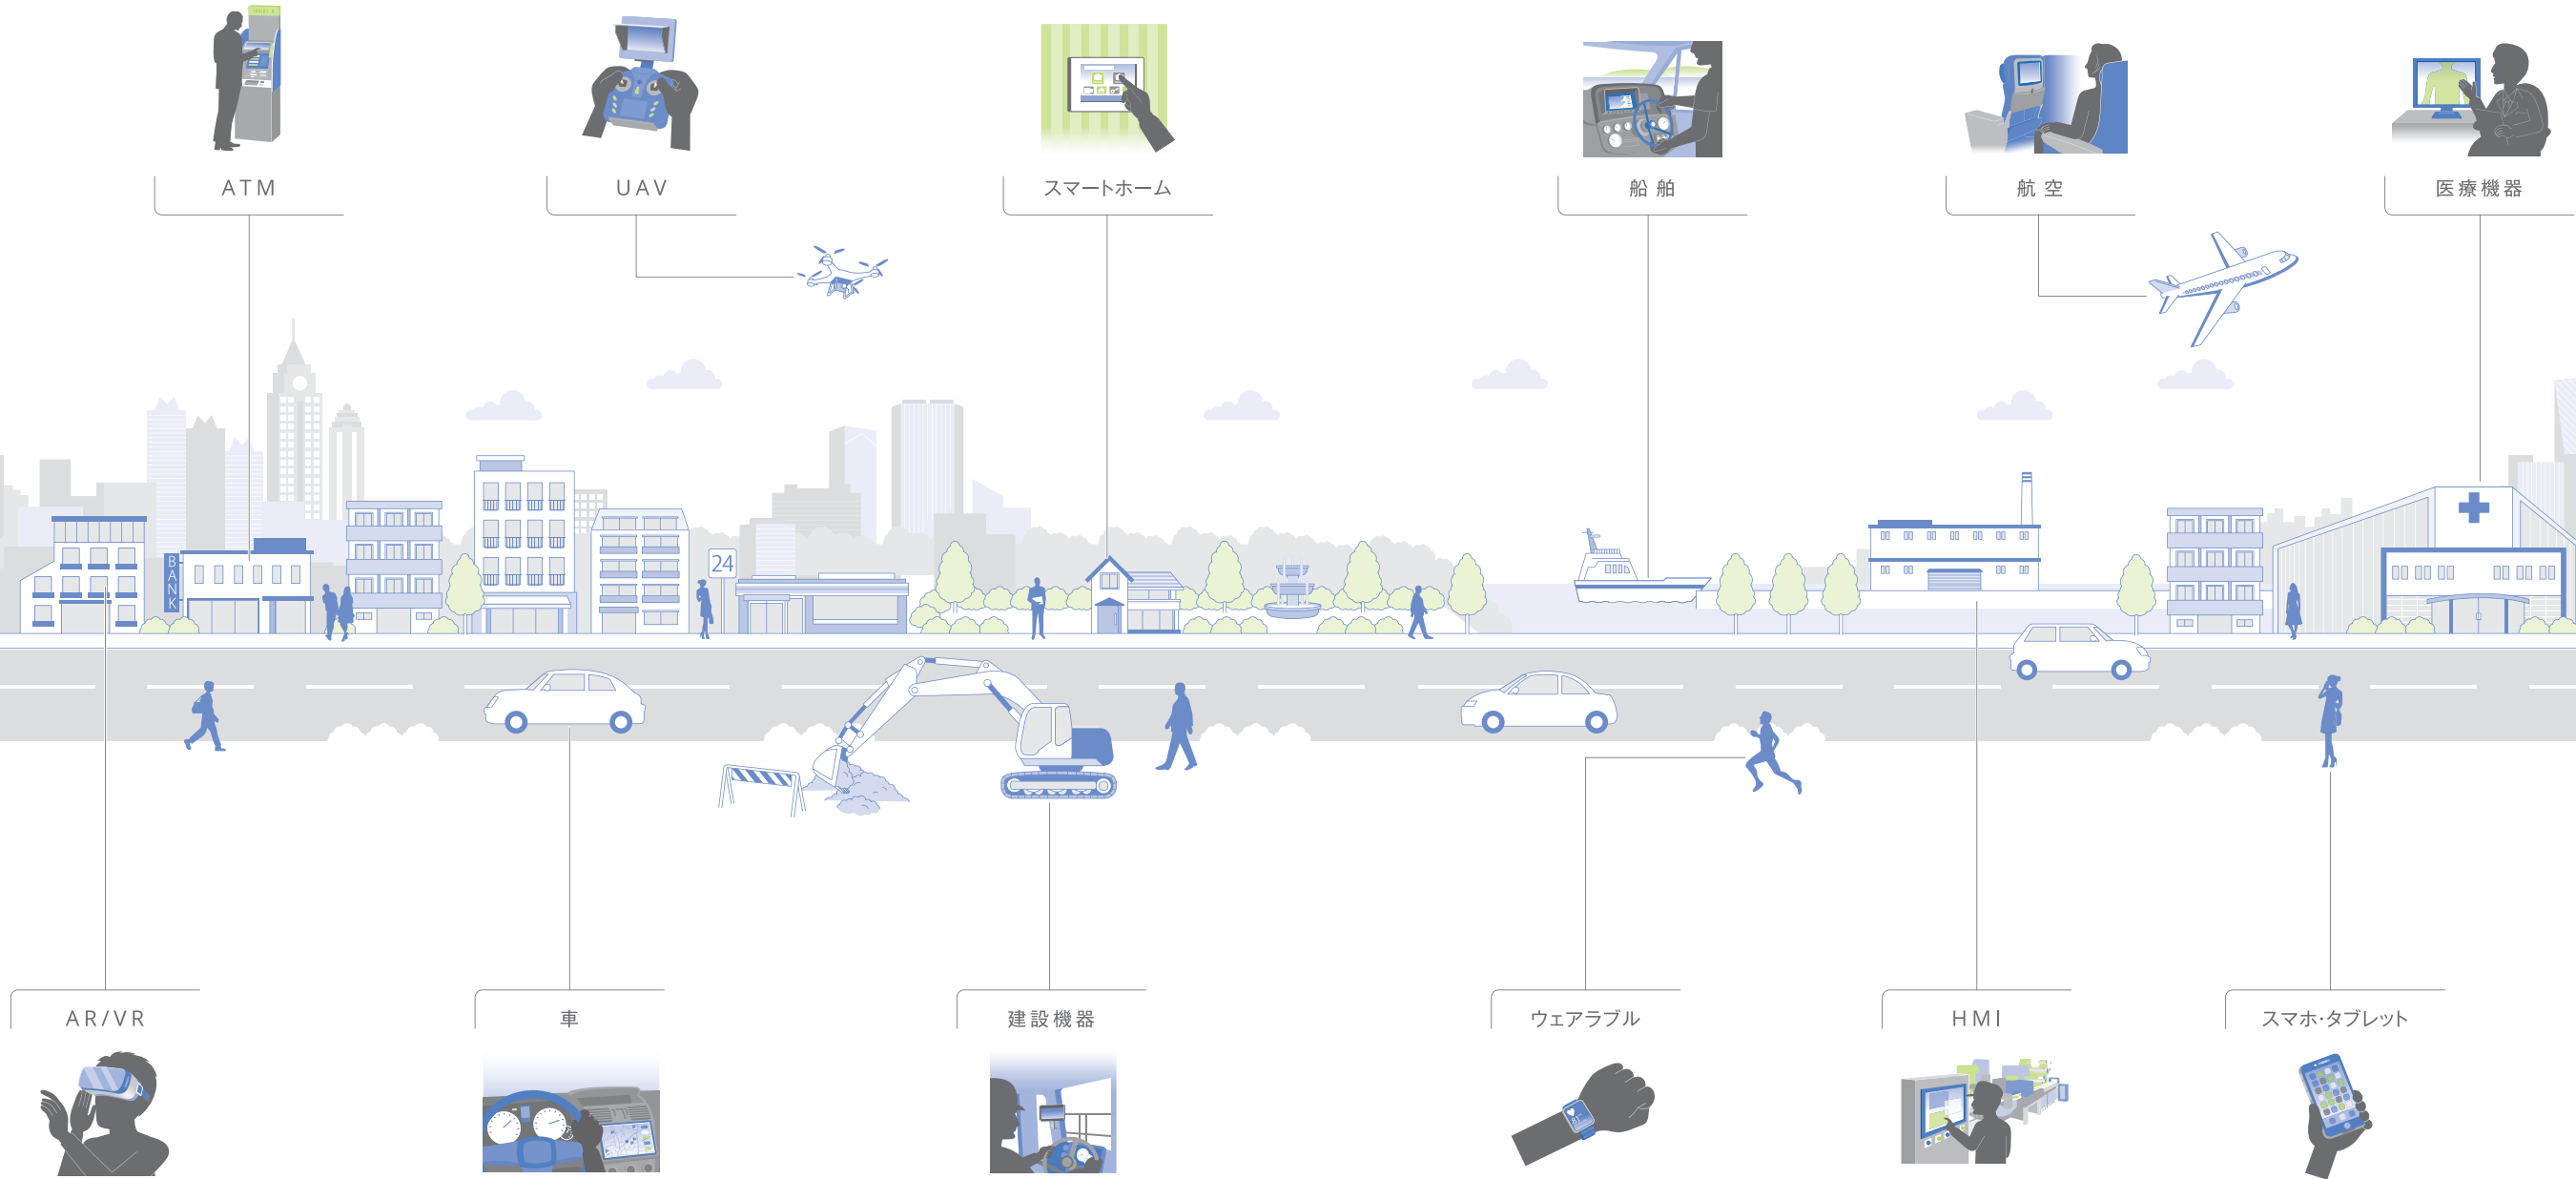 ATM
UAV
スマートホーム
船舶
航空
医療機器
BANK
24
AR/VR
車
建設機器
ウェアラブル
HMI
スマホ・タブレット